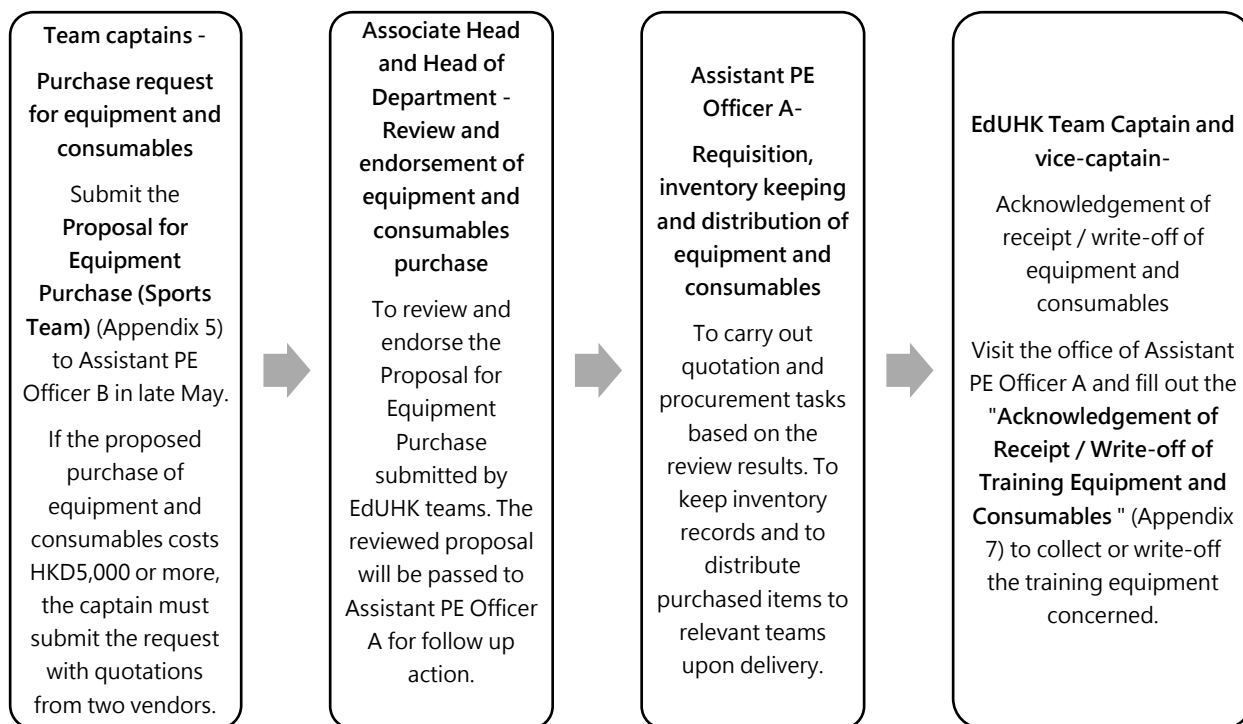 Team captains -
Purchase request
for equipment and
consumables
Submit the
Proposal for
Equipment
Purchase (Sports
Team) (Appendix 5)
to Assistant PE
Officer B in late May.
If the proposed
purchase of
equipment and
consumables costs
HKD5,000 or more,
the captain must
submit the request
with quotations
from two vendors.
Associate Head
and Head of
Department -
Review and
endorsement of
equipment and
consumables
purchase
To review and
endorse the
Proposal for
Equipment
Purchase
submitted by
EdUHK teams. The
reviewed proposal
will be passed to
Assistant PE Officer
A for follow up
action.
Assistant PE
Officer A-
Requisition,
inventory keeping
and distribution of
equipment and
consumables
To carry out
quotation and
procurement tasks
based on the
review results. To
keep inventory
records and to
distribute
purchased items to
relevant teams
upon delivery.
EdUHK Team Captain and
vice-captain-
Acknowledgement of
receipt / write-off of
equipment and
consumables
Visit the office of Assistant
PE Officer A and fill out the
"Acknowledgement of
Receipt / Write-off of
Training Equipment and
Consumables " (Appendix
7) to collect or write-off
the training equipment
concerned.